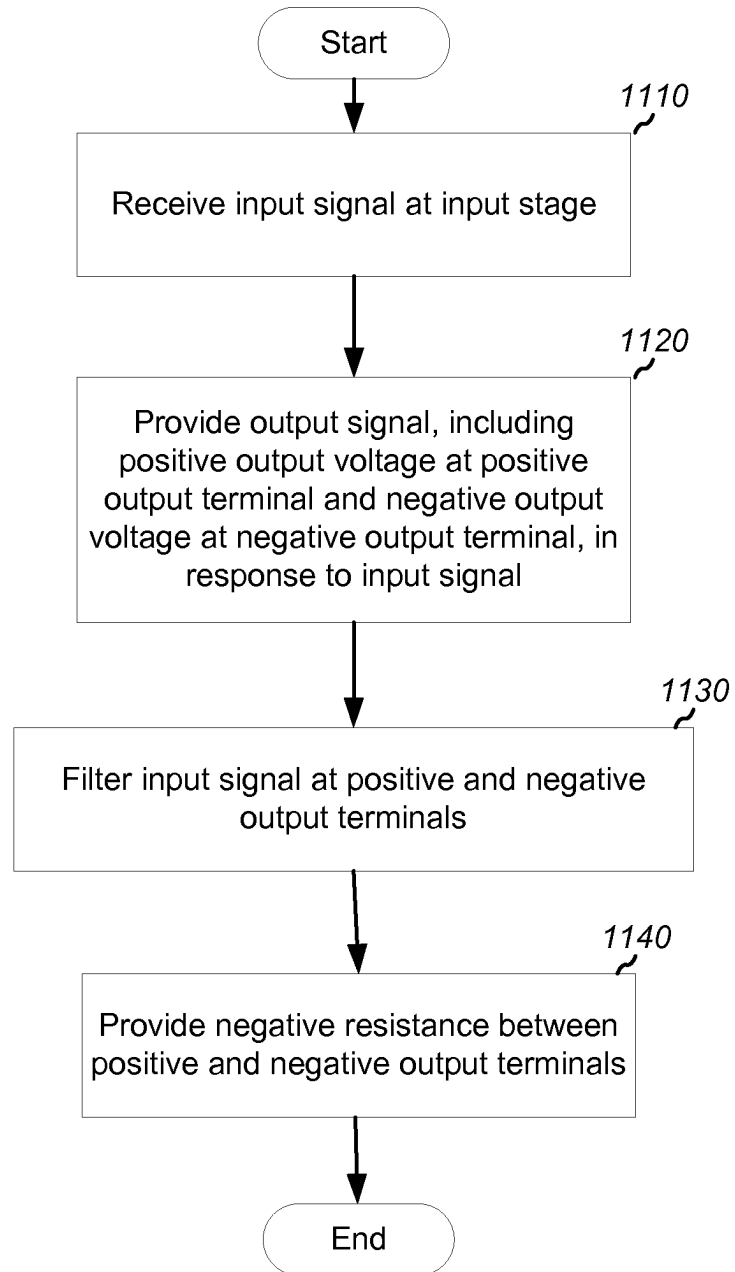 Start
1110
Receive input signal at input stage
1120
Provide output signal, including
positive output voltage at positive
output terminal and negative output
voltage at negative output terminal, in
response to input signal
1130
Filter input signal at positive and negative
output terminals
1140
Provide negative resistance between
positive and negative output terminals
End